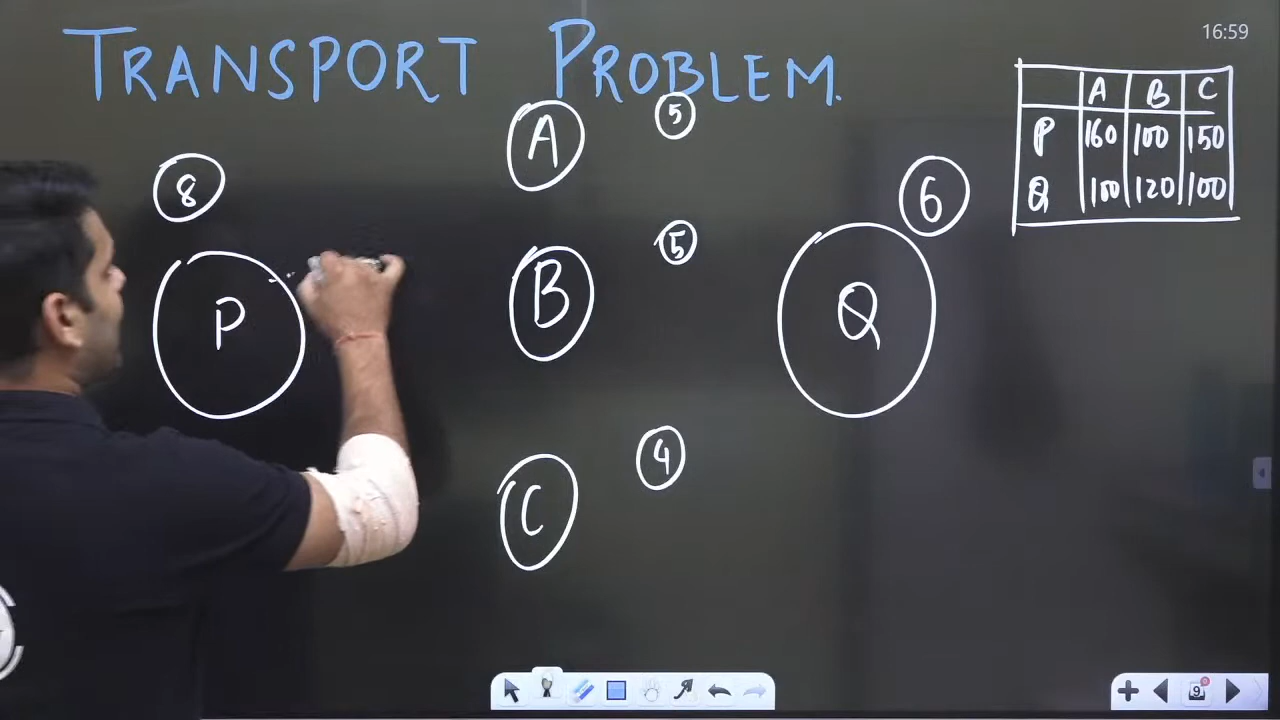 TRANSPORT PROBLEM.
16:59
A B C
P 160 100 150
Q 100 120 100
A 5
8
6
B 5
P
Q
C 4
9